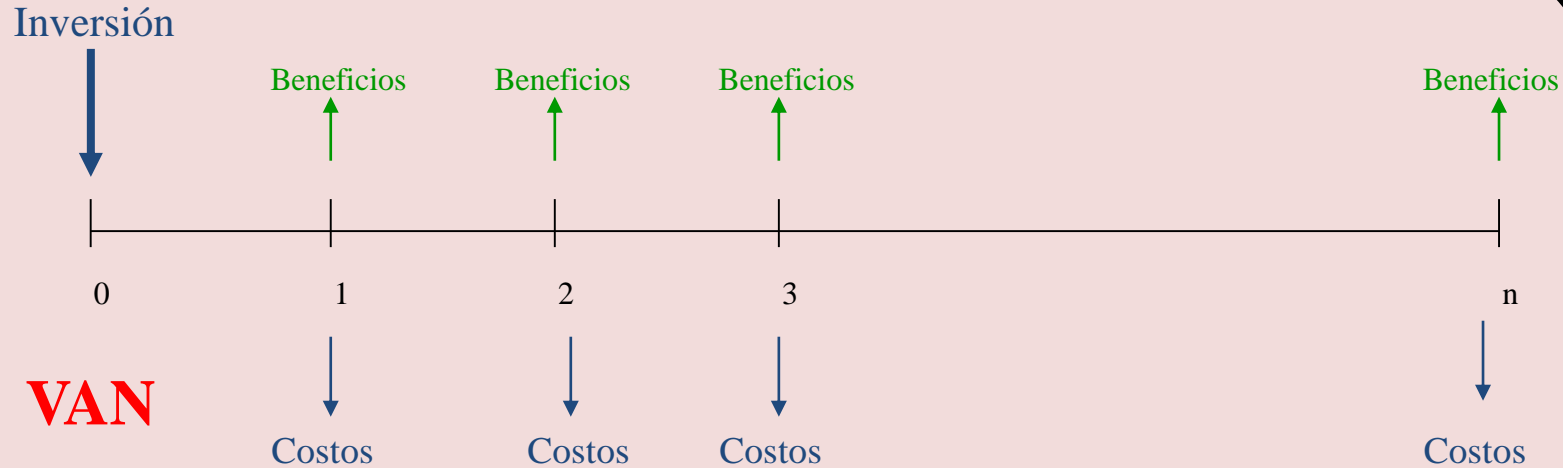 Inversión
Beneficios Beneficios Beneficios Beneficios
0 1 2 3 n
VAN
Costos Costos Costos Costos